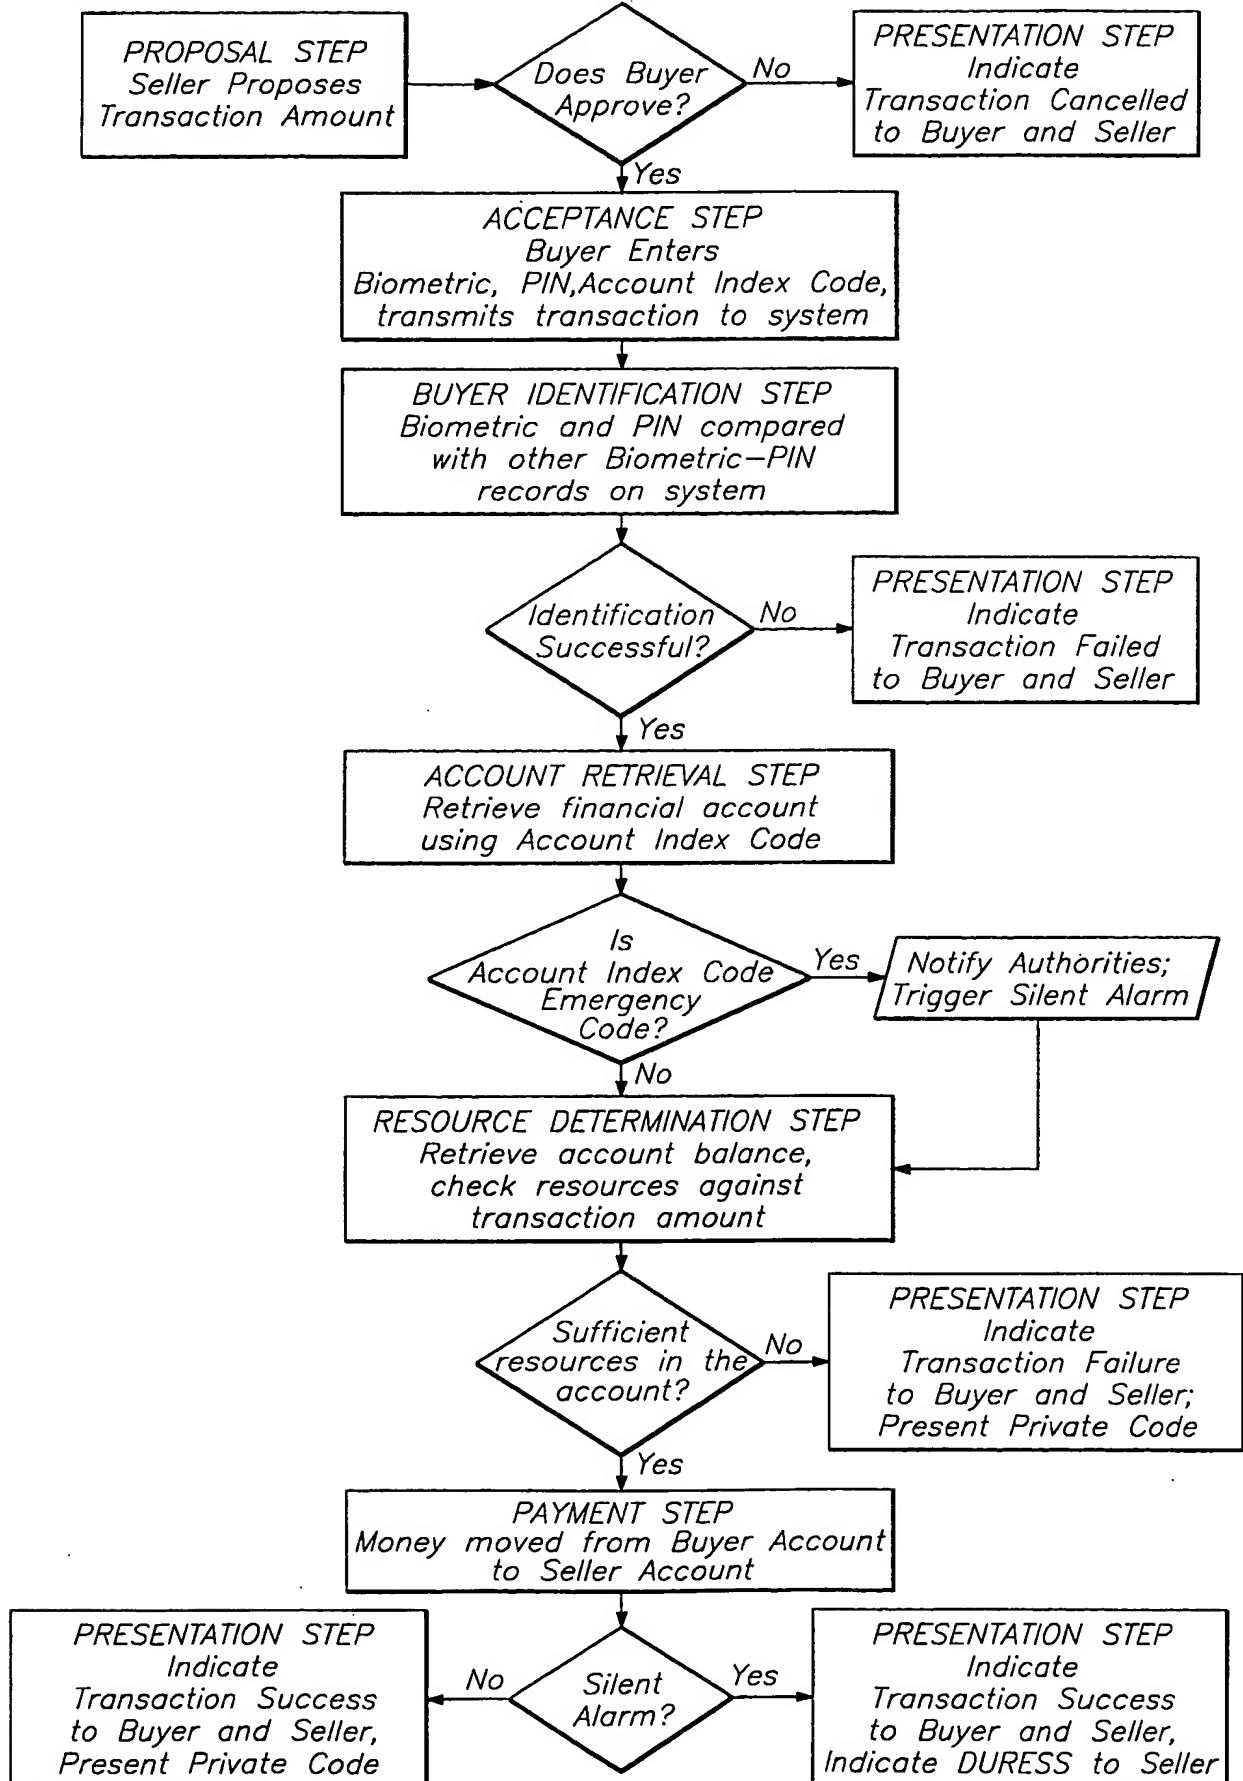 PROPOSAL STEP
Seller Proposes
Transaction Amount
Does Buyer
Approve?
No
PRESENTATION STEP
Indicate
Transaction Cancelled
to Buyer and Seller
Yes
ACCEPTANCE STEP
Buyer Enters
Biometric, PIN,Account Index Code,
transmits transaction to system
BUYER IDENTIFICATION STEP
Biometric and PIN compared
with other Biometric-PIN
records on system
Identification
Successful?
No
PRESENTATION STEP
Indicate
Transaction Failed
to Buyer and Seller
Yes
ACCOUNT RETRIEVAL STEP
Retrieve financial account
using Account Index Code
Is
Account Index Code
Emergency
Code?
Yes
Notify Authorities;
Trigger Silent Alarm
No
RESOURCE DETERMINATION STEP
Retrieve account balance,
check resources against
transaction amount
Sufficient
resources in the
account?
No
PRESENTATION STEP
Indicate
Transaction Failure
to Buyer and Seller;
Present Private Code
Yes
PAYMENT STEP
Money moved from Buyer Account
to Seller Account
PRESENTATION STEP
Indicate
Transaction Success
to Buyer and Seller,
Present Private Code
No
Silent
Alarm?
Yes
PRESENTATION STEP
Indicate
Transaction Success
to Buyer and Seller,
Indicate DURESS to Seller